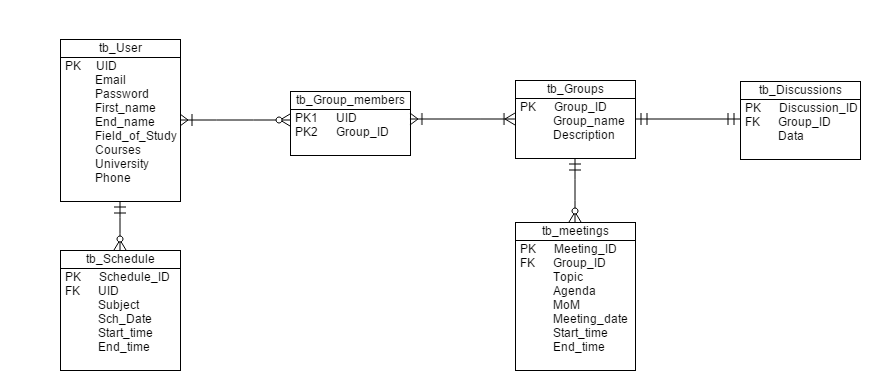 tb_User
PK UID
Email
Password
First_name
End_name
Field_of_Study
Courses
University
Phone
tb_Group_members
PK1 UID
PK2 Group_ID
tb_Groups
PK Group_ID
Group_name
Description
tb_Discussions
PK Discussion_ID
FK Group_ID
Data
tb_Schedule
PK Schedule_ID
FK UID
Subject
Sch_Date
Start_time
End_time
tb_meetings
PK Meeting_ID
FK Group_ID
Topic
Agenda
MoM
Meeting_date
Start_time
End_time